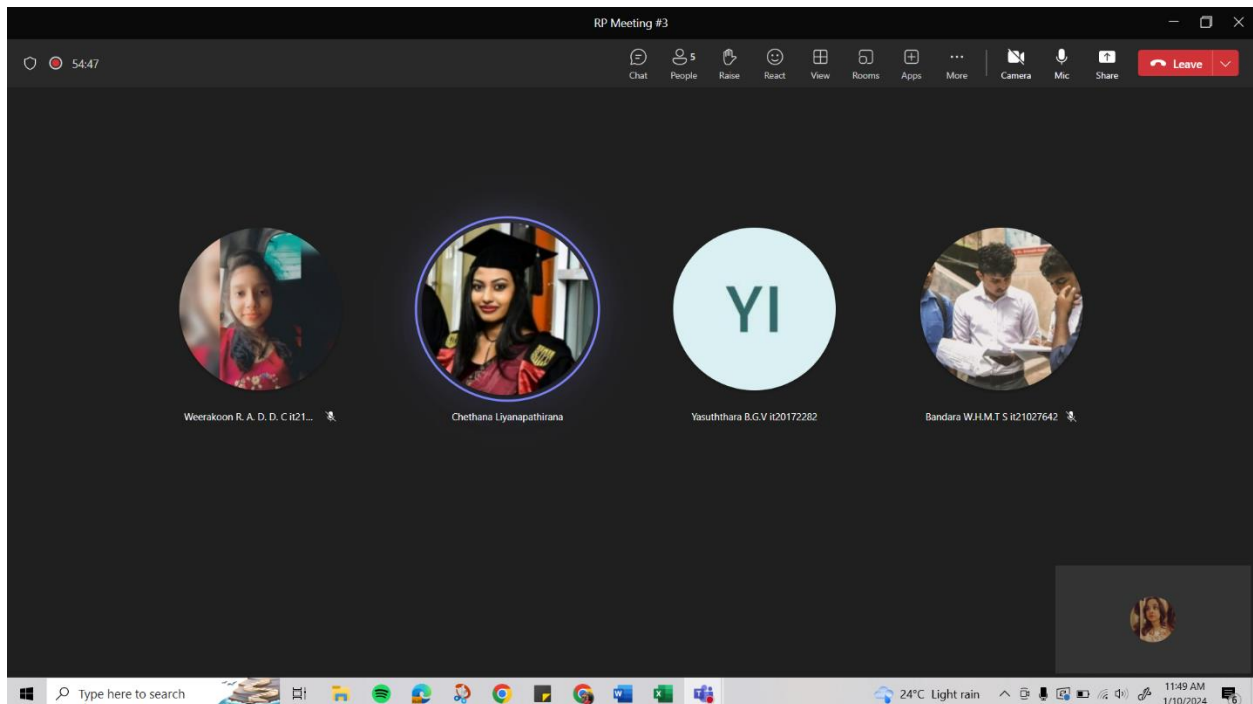 RP Meeting #3
54:47
5
Chat People Raise React View Rooms Apps More Camera Mic Share Leave
YI
Weerakoon R. A. D. D. C it21...
Chethana Liyanapathirana
Yasuththara B.G.V it20172282
Bandara W.H.M.T S it21027642
Type here to search
24°C Light rain
11:49 AM
1/10/2024
6